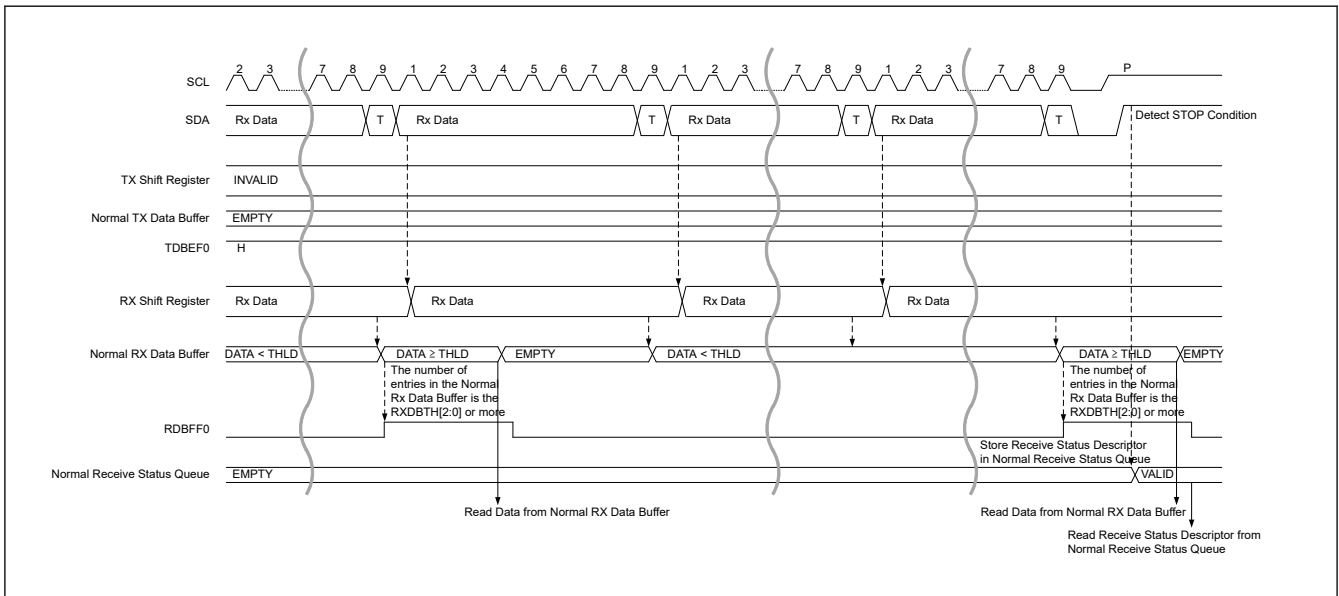 2 3 7 8 9 1 2 3 4 5 6 7 8 9 1 2 3 7 8 9 1 2 3 7 8 9 P
SCL
SDA Rx Data T Rx Data T Rx Data T Rx Data T Detect STOP Condition
TX Shift Register INVALID
Normal TX Data Buffer EMPTY
TDBEF0 H
RX Shift Register Rx Data Rx Data Rx Data Rx Data
Normal RX Data Buffer DATA < THLD DATA ≥ THLD EMPTY DATA < THLD DATA ≥ THLD EMPTY
The number of
entries in the Normal
Rx Data Buffer is the
RXDBTH[2:0] or more
The number of
entries in the Normal
Rx Data Buffer is the
RXDBTH[2:0] or more
RDBFF0
Store Receive Status Descriptor
in Normal Receive Status Queue
Normal Receive Status Queue EMPTY VALID
Read Data from Normal RX Data Buffer Read Data from Normal RX Data Buffer
Read Receive Status Descriptor from
Normal Receive Status Queue